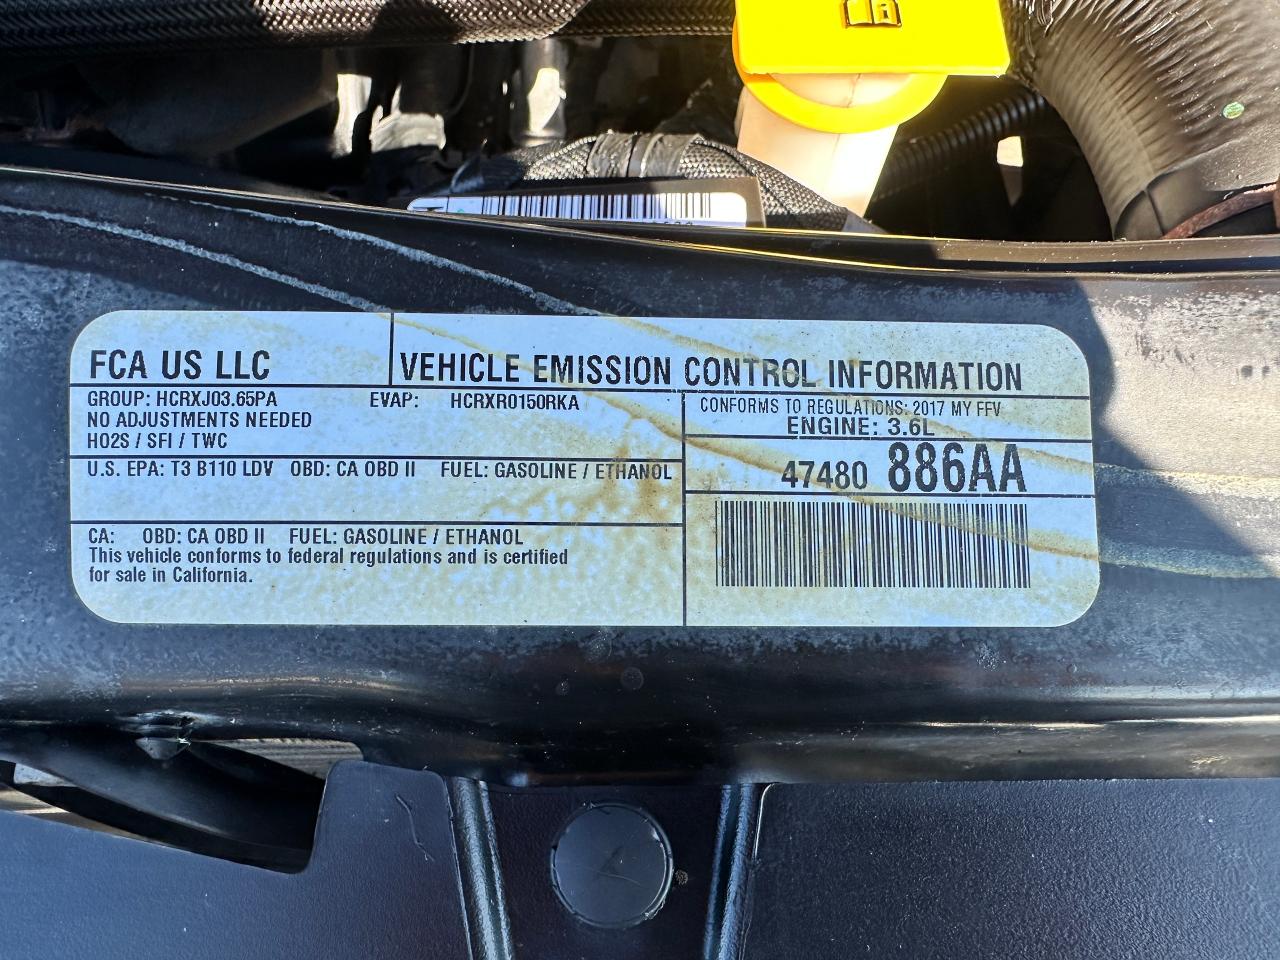 FCA US LLC
VEHICLE EMISSION CONTROL INFORMATION
GROUP: HCRXJ03.65PA EVAP: HCRXR0150RKA
NO ADJUSTMENTS NEEDED
HO2S / SFI / TWC
CONFORMS TO REGULATIONS: 2017 MY FFV
ENGINE: 3.6L
U.S. EPA: T3 B110 LDV OBD: CA OBD II FUEL: GASOLINE / ETHANOL
47480 886AA
CA: OBD: CA OBD II FUEL: GASOLINE / ETHANOL
This vehicle conforms to federal regulations and is certified
for sale in California.